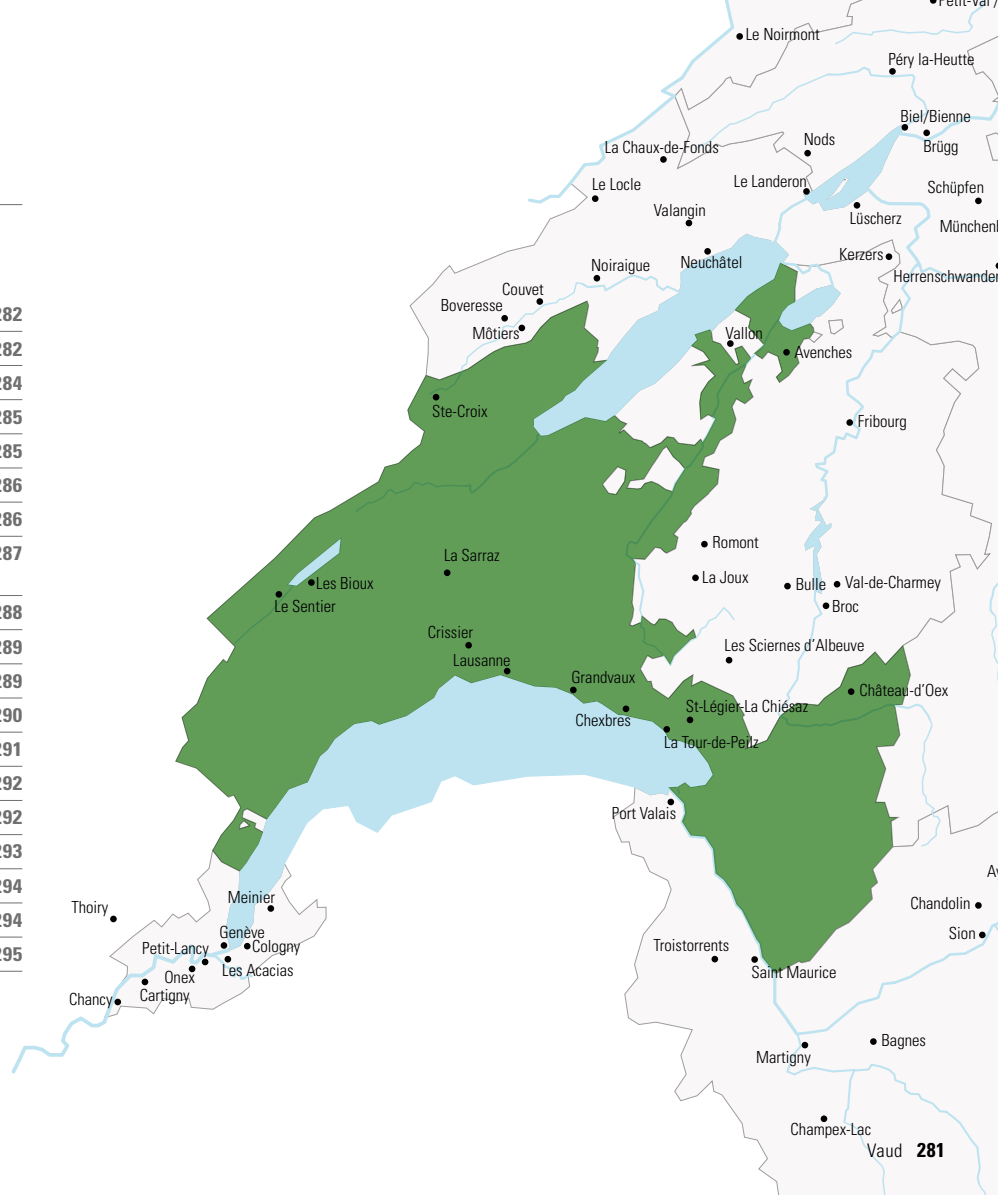 Petit-Val /
Le Noirmont
Péry la-Heutte
Biel/Bienne
Brügg
Nods
La Chaux-de-Fonds
Le Locle
Le Landeron
Schüpfen
Valangin
Lüscherz
Kerzers
Neuchâtel
Noiraigue
Couvet
Boveresse
Môtiers
Vallon
Avenches
Ste-Croix
Fribourg
282
282
284
285
285
286
286
287
288
289
289
290
291
292
292
293
294
294
295
Romont
La Sarraz
La Joux
Les Bioux
Bulle
Val-de-Charmey
Le Sentier
Broc
Crissier
Les Sciernes d'Albeuve
Lausanne
Grandvaux
Château-d'Oex
St-Légier-La Chiésaz
Chexbres
La Tour-de-Peilz
Port Valais
Meinier
Thoiry
Chandolin
Genève
Sion
Petit-Lancy
Cologny
Troistorrents
Les Acacias
Onex
Saint Maurice
Cartigny
Chancy
Bagnes
Martigny
Champex-Lac
Vaud 281